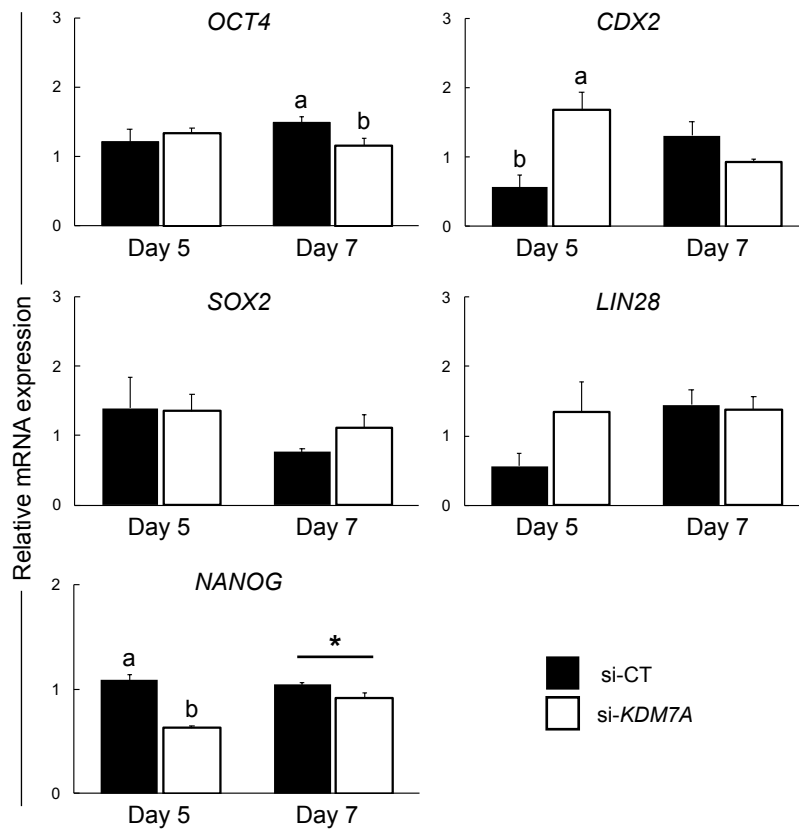 Relative mRNA expression
OCT4
3
2
1
0
a
b
Day 5
Day 7
CDX2
3
2
1
0
b
a
Day 5
Day 7
SOX2
3
2
1
0
Day 5
Day 7
LIN28
3
2
1
0
Day 5
Day 7
NANOG
2
1
0
a
b
*
Day 5
Day 7
si-CT
si-KDM7A